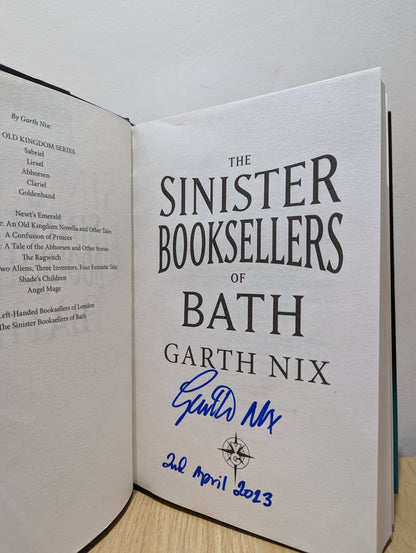 By Garth Nix:
OLD KINGDOM SERIES
Sabriel
Lirael
Abhorsen
Clariel
Goldenhand
Newt's Emerald
: An Old Kingdom Novella and Other Tales
A Confusion of Princes
: A Tale of the Abhorsen and Other Stories
The Ragwitch
Two Aliens, Three Inventors, Four Fantastic Tales
Shade's Children
Angel Mage
Left-Handed Booksellers of London
The Sinister Booksellers of Bath
THE
SINISTER
BOOKSELLERS
OF
BATH
GARTH NIX
Garth Nix
2nd April 2023